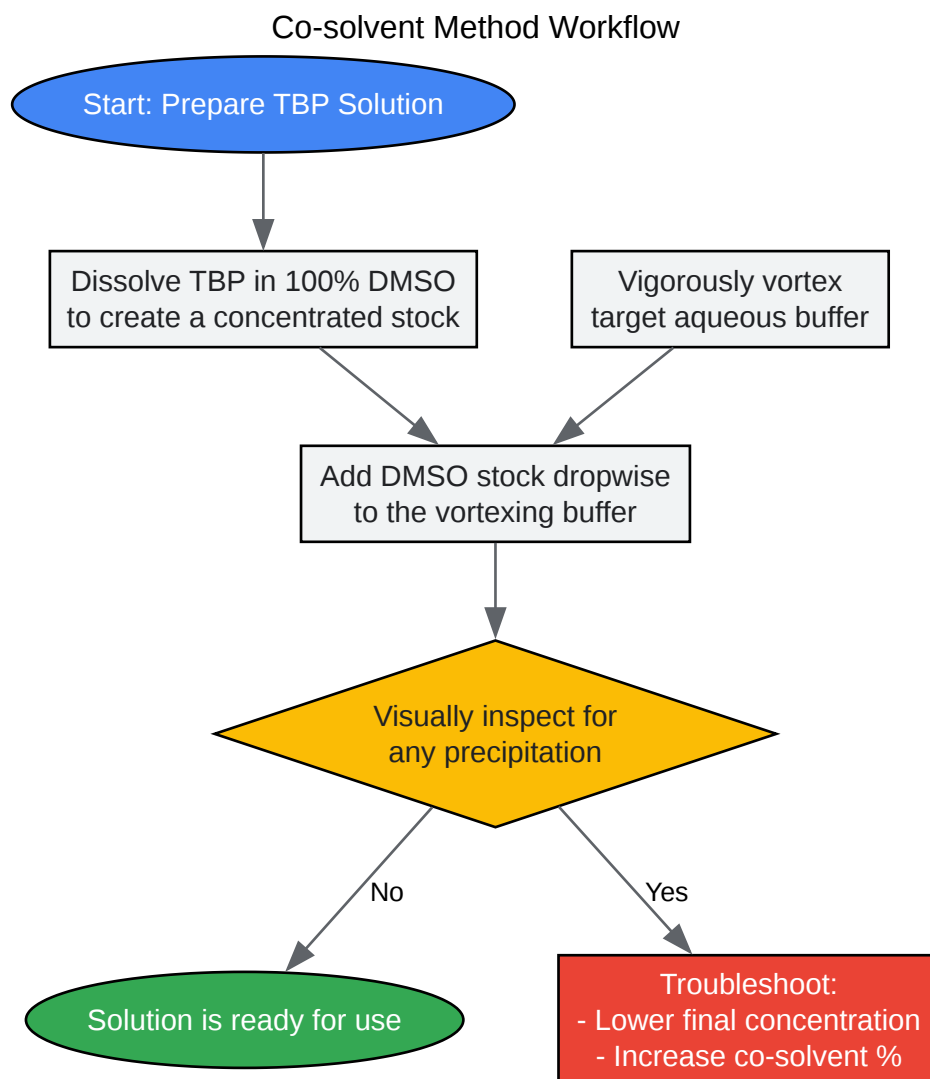 Co-solvent Method Workflow
Start: Prepare TBP Solution
Dissolve TBP in 100% DMSO
to create a concentrated stock
Vigorously vortex
target aqueous buffer
Add DMSO stock dropwise
to the vortexing buffer
Visually inspect for
any precipitation
No
Yes
Solution is ready for use
Troubleshoot:
- Lower final concentration
- Increase co-solvent %